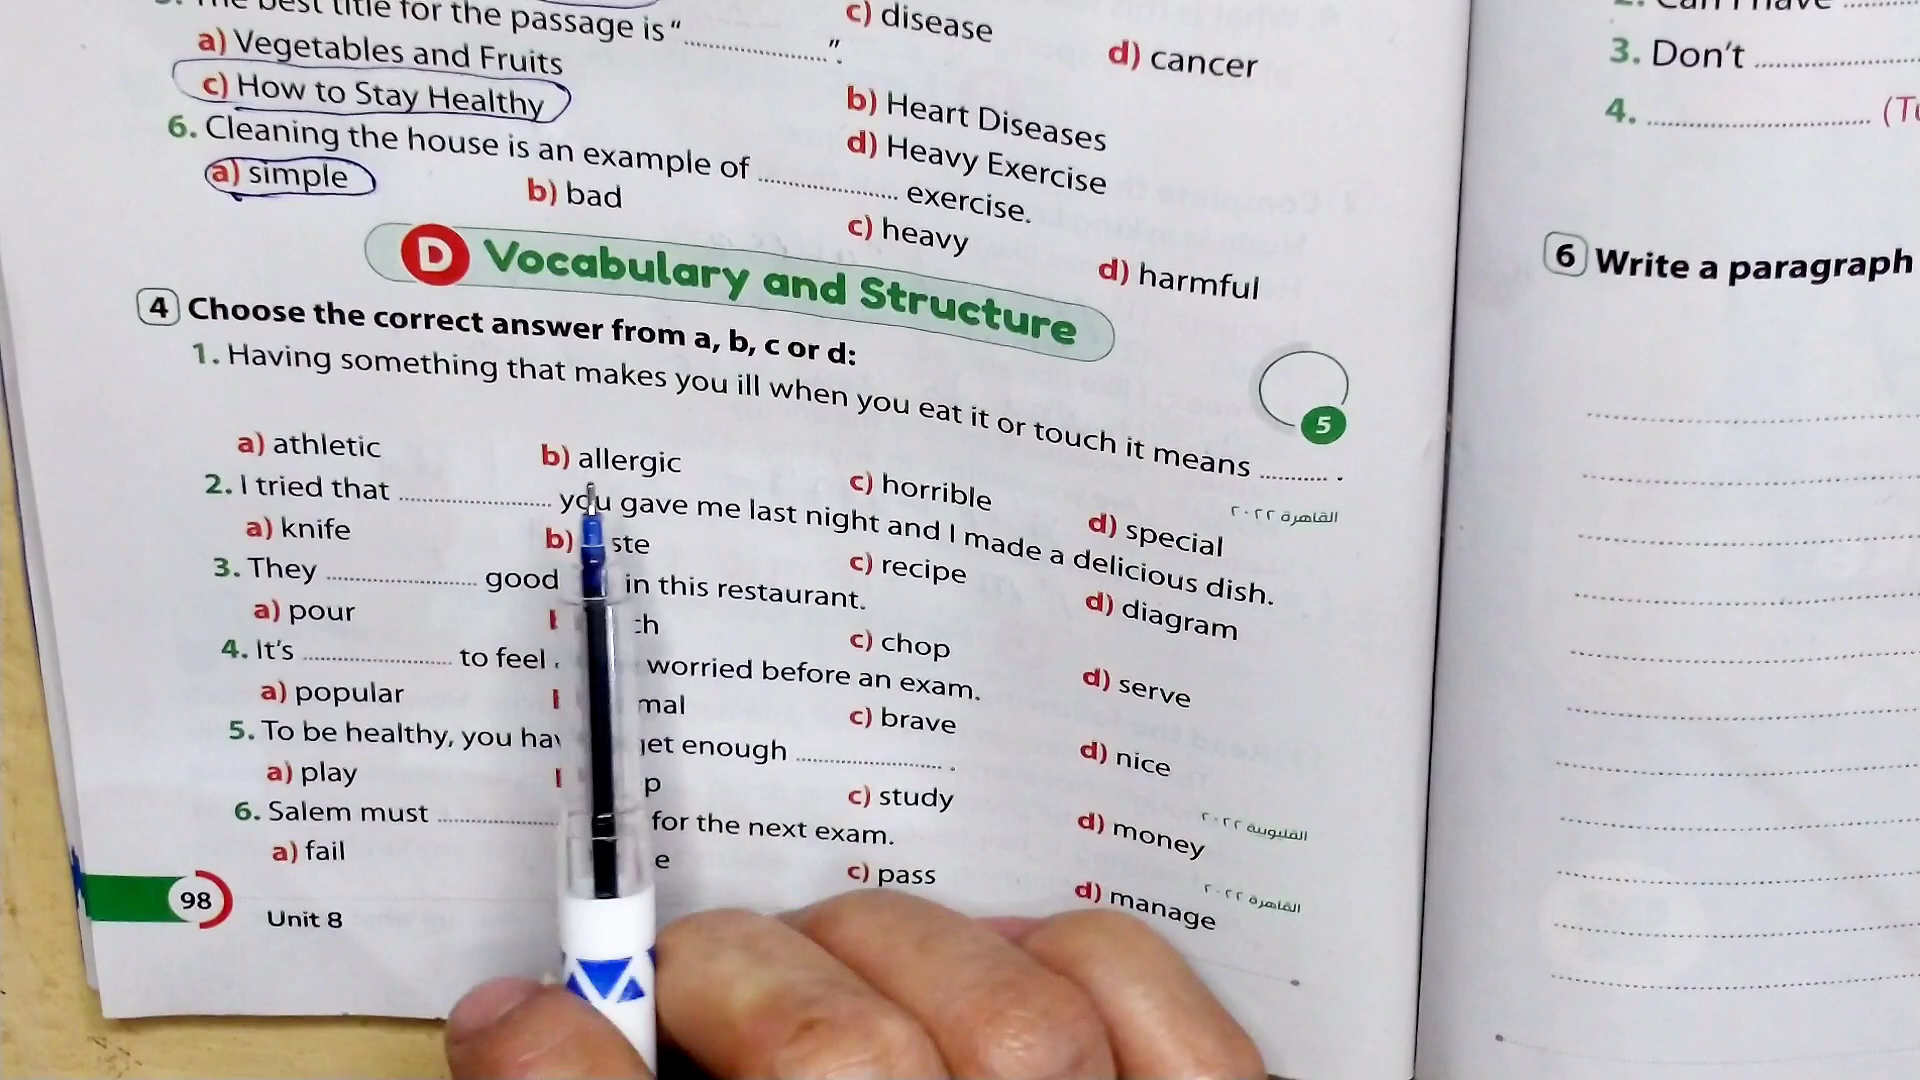 best title for the passage is " .................... ".
a) Vegetables and Fruits
c) disease
d) cancer
c) How to Stay Healthy
b) Heart Diseases
d) Heavy Exercise
6. Cleaning the house is an example of .................... exercise.
a) simple
b) bad
c) heavy
d) harmful
D Vocabulary and Structure
4 Choose the correct answer from a, b, c or d:
5
1. Having something that makes you ill when you eat it or touch it means .......... .
القاهرة ٢٠٢٢
a) athletic
b) allergic
c) horrible
d) special
2. I tried that .................... you gave me last night and I made a delicious dish.
a) knife
b) ste
c) recipe
d) diagram
3. They .................... good in this restaurant.
a) pour
c) chop
d) serve
4. It's .................... to feel worried before an exam.
a) popular
mal
c) brave
d) nice
5. To be healthy, you have get enough .................... .
القليوبية ٢٠٢٢
a) play
p
c) study
d) money
6. Salem must .................... for the next exam.
القاهرة ٢٠٢٢
a) fail
e
c) pass
d) manage
98
Unit 8
3. Don't ....................
4. ....................
6 Write a paragraph